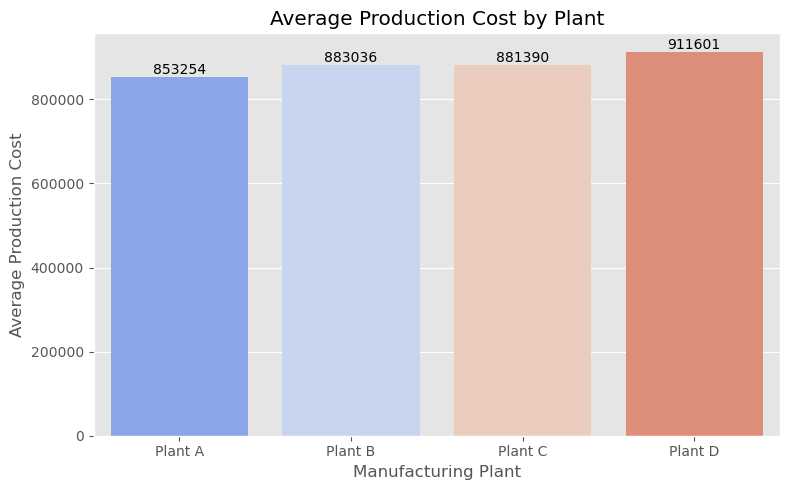 Average Production Cost by Plant
853254
883036
881390
911601
800000
600000
400000
200000
0
Average Production Cost
Plant A
Plant B
Plant C
Plant D
Manufacturing Plant